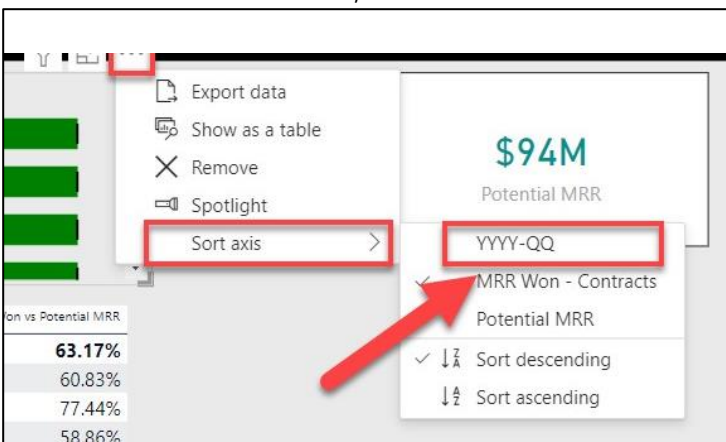 Export data
Show as a table
Remove
Spotlight
Sort axis
$94M
Potential MRR
YYYY-QQ
MRR Won - Contracts
Potential MRR
Sort descending
Sort ascending
on vs Potential MRR
63.17%
60.83%
77.44%
58.86%